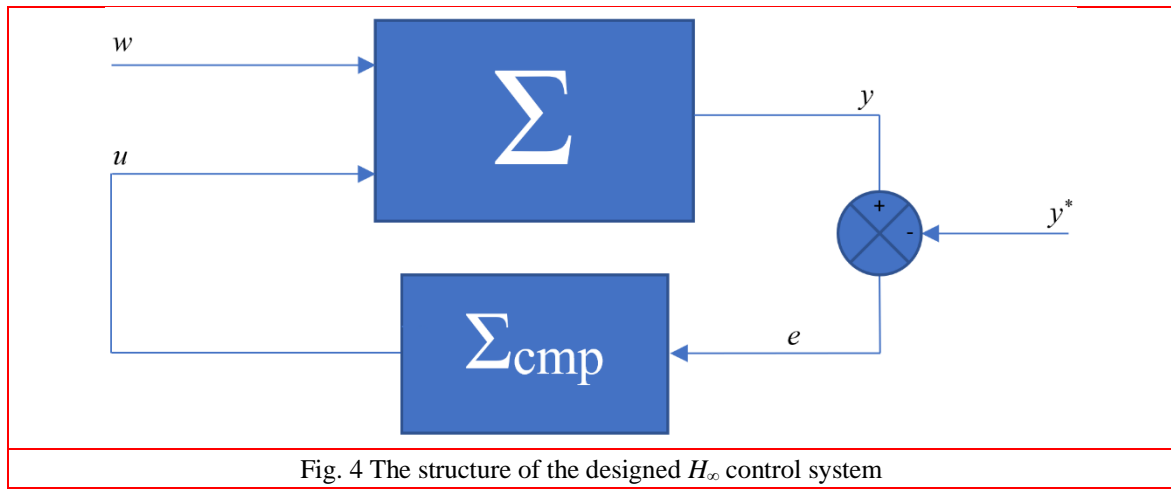 w
Σ
y
u
+
-
y*
Σcmp
e
Fig. 4 The structure of the designed H∞ control system